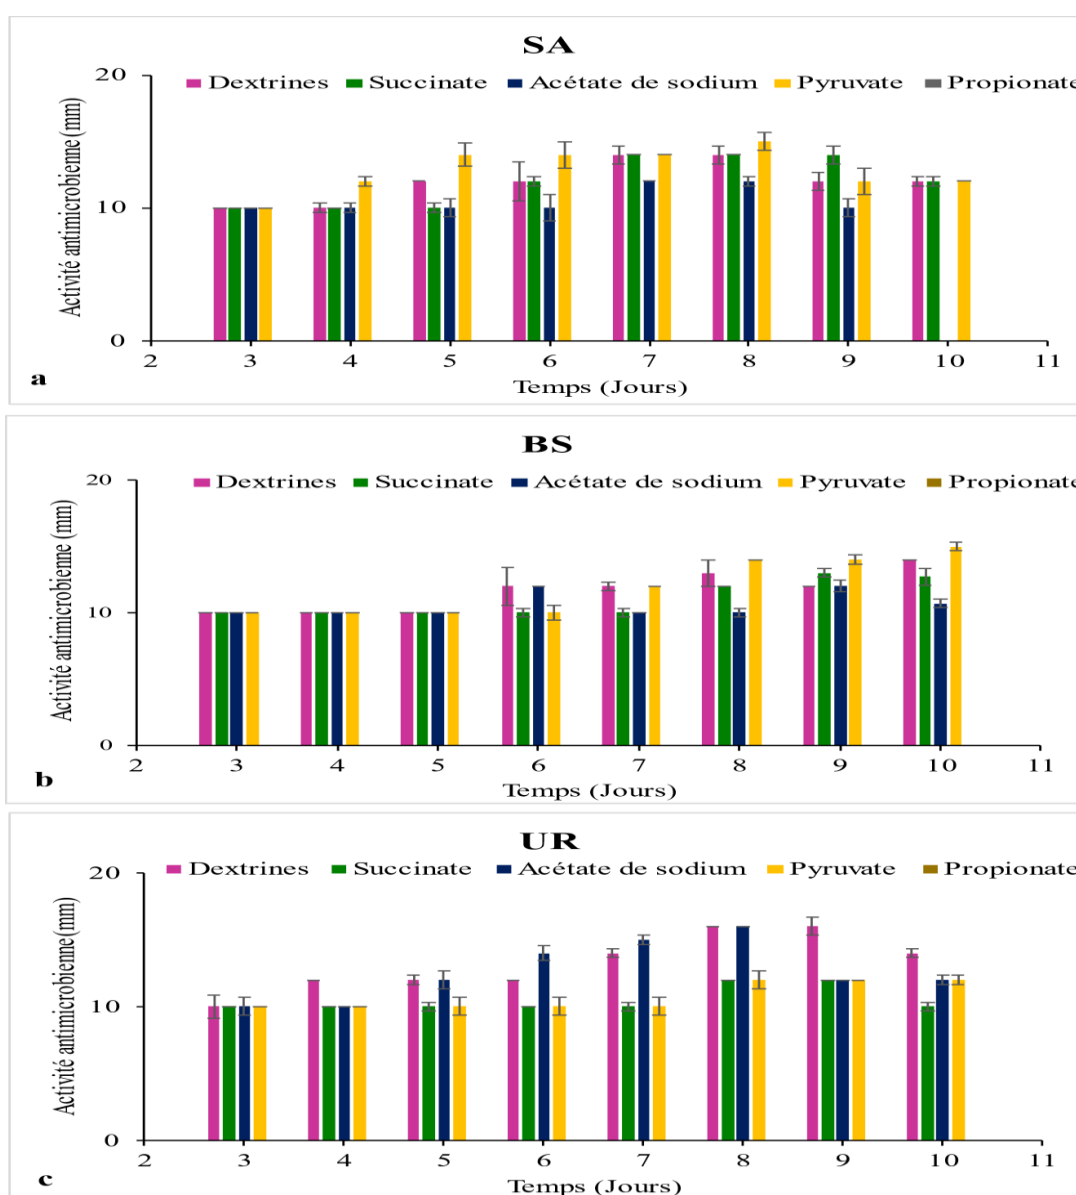 SA
Dextrines Succinate Acétate de sodium Pyruvate Propionate
Activité antimicrobienne(mm)
20
10
0
2 3 4 5 6 7 8 9 10 11
Temps (Jours)
a
BS
Dextrines Succinate Acétate de sodium Pyruvate Propionate
Activité antimicrobienne (mm)
20
10
0
2 3 4 5 6 7 8 9 10 11
Temps (Jours)
b
UR
Dextrines Succinate Acétate de sodium Pyruvate Propionate
Activité antimicrobienne(mm)
20
10
0
2 3 4 5 6 7 8 9 10 11
Temps (Jours)
c